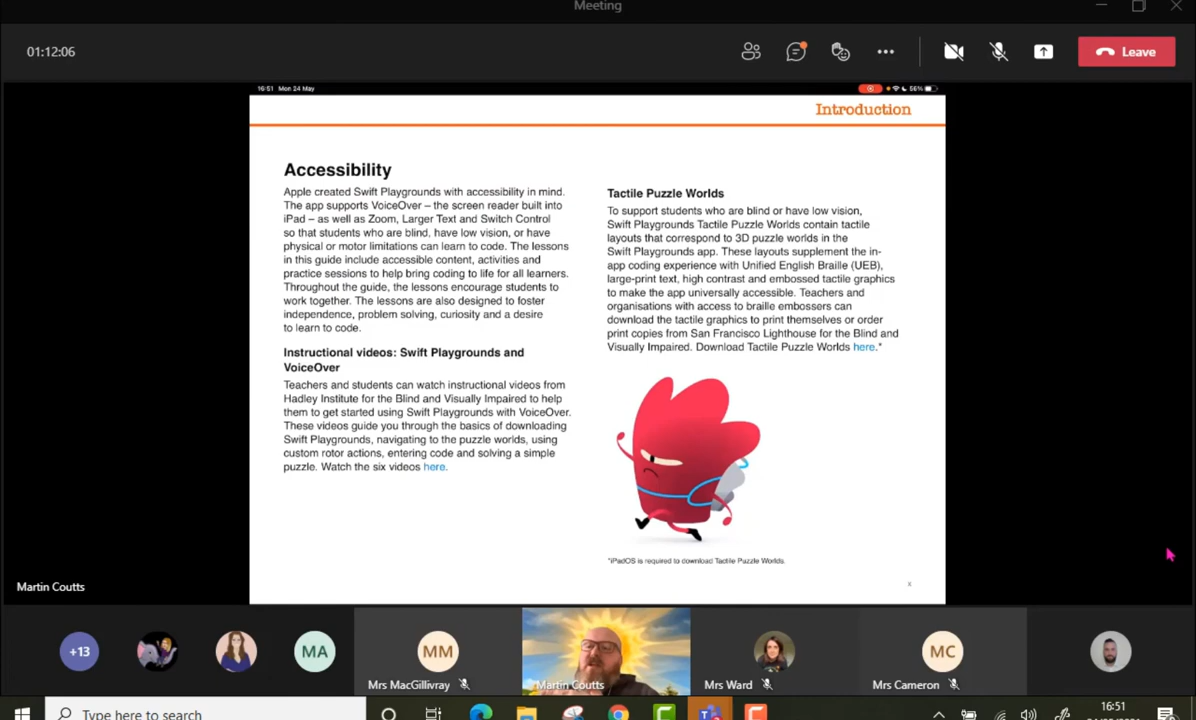 Meeting
01:12:06
Leave
16:51 Mon 24 May
56%
Introduction
Accessibility
Apple created Swift Playgrounds with accessibility in mind.
The app supports VoiceOver – the screen reader built into
iPad – as well as Zoom, Larger Text and Switch Control
so that students who are blind, have low vision, or have
physical or motor limitations can learn to code. The lessons
in this guide include accessible content, activities and
practice sessions to help bring coding to life for all learners.
Throughout the guide, the lessons encourage students to
work together. The lessons are also designed to foster
independence, problem solving, curiosity and a desire
to learn to code.
Instructional videos: Swift Playgrounds and
VoiceOver
Teachers and students can watch instructional videos from
Hadley Institute for the Blind and Visually Impaired to help
them to get started using Swift Playgrounds with VoiceOver.
These videos guide you through the basics of downloading
Swift Playgrounds, navigating to the puzzle worlds, using
custom rotor actions, entering code and solving a simple
puzzle. Watch the six videos here.
Tactile Puzzle Worlds
To support students who are blind or have low vision,
Swift Playgrounds Tactile Puzzle Worlds contain tactile
layouts that correspond to 3D puzzle worlds in the
Swift Playgrounds app. These layouts supplement the in-
app coding experience with Unified English Braille (UEB),
large-print text, high contrast and embossed tactile graphics
to make the app universally accessible. Teachers and
organisations with access to braille embossers can
download the tactile graphics to print themselves or order
print copies from San Francisco Lighthouse for the Blind and
Visually Impaired. Download Tactile Puzzle Worlds here.*
*iPadOS is required to download Tactile Puzzle Worlds.
Martin Coutts
+13
MA
MM
Mrs MacGillivray
Martin Coutts
Mrs Ward
MC
Mrs Cameron
Type here to search
16:51